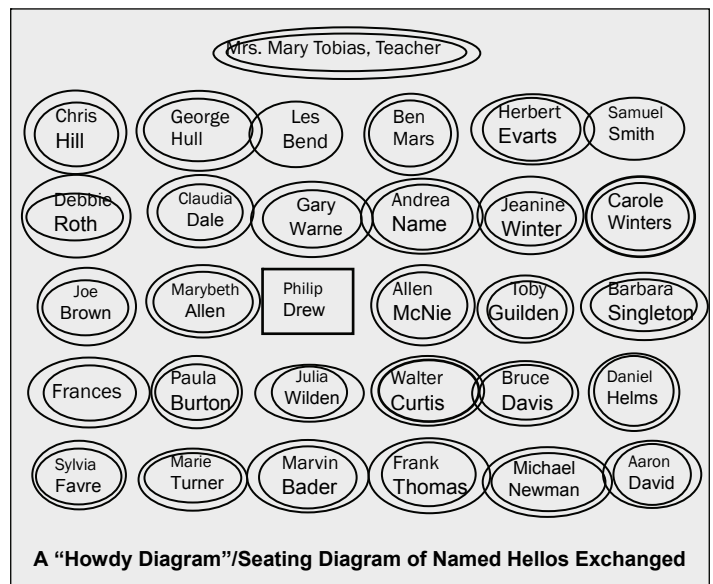 Mrs. Mary Tobias, Teacher
Chris
Hill
George
Hull
Les
Bend
Ben
Mars
Herbert
Evarts
Samuel
Smith
Debbie
Roth
Claudia
Dale
Gary
Warne
Andrea
Name
Jeanine
Winter
Carole
Winters
Joe
Brown
Marybeth
Allen
Philip
Drew
Allen
McNie
Toby
Guilden
Barbara
Singleton
Frances
Paula
Burton
Julia
Wilden
Walter
Curtis
Bruce
Davis
Daniel
Helms
Sylvia
Favre
Marie
Turner
Marvin
Bader
Frank
Thomas
Michael
Newman
Aaron
David
A “Howdy Diagram”/Seating Diagram of Named Hellos Exchanged